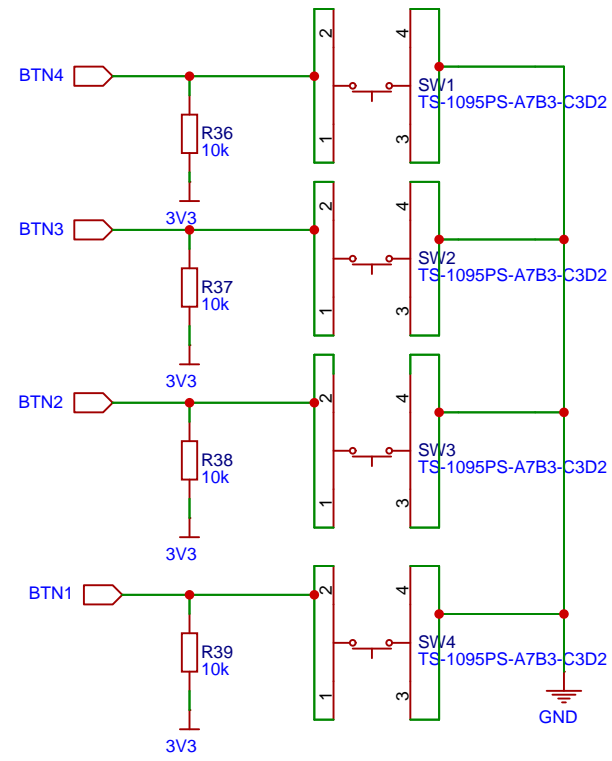 2
4
BTN4
SW1
TS-1095PS-A7B3-C3D2
R36
10k
1
3
3V3
2
4
BTN3
SW2
TS-1095PS-A7B3-C3D2
R37
10k
1
3
3V3
2
4
BTN2
SW3
TS-1095PS-A7B3-C3D2
R38
10k
1
3
3V3
2
4
BTN1
SW4
TS-1095PS-A7B3-C3D2
R39
10k
1
3
GND
3V3